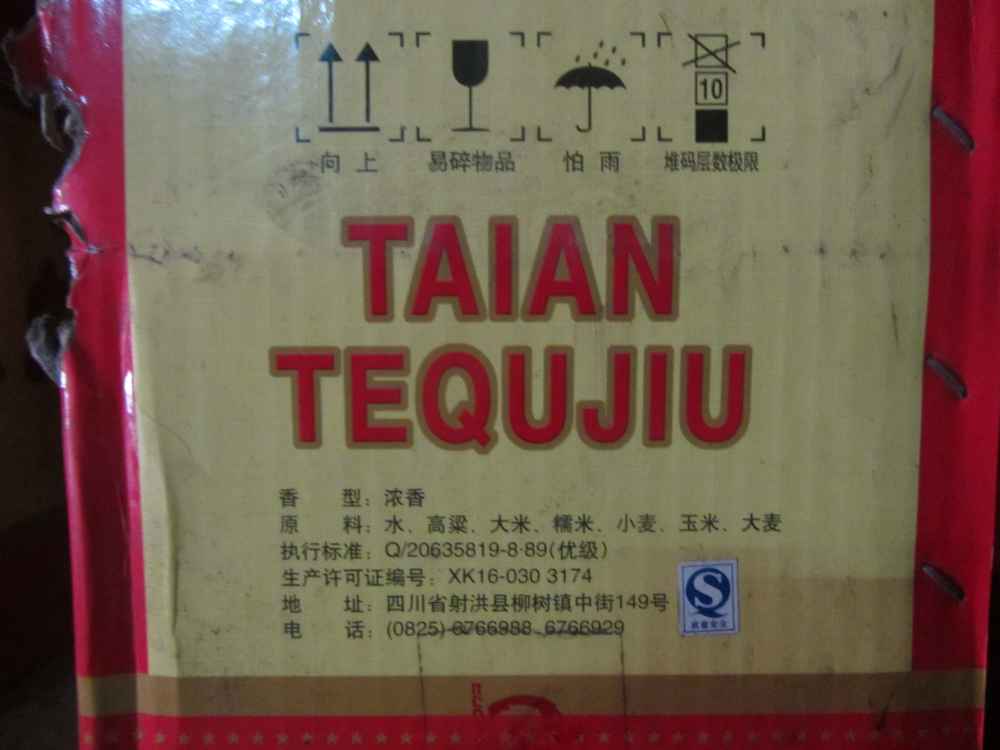 10
向 上 易碎物品 怕 雨 堆码层数极限
TAIAN
TEQUJIU
香 型：浓香
原 料：水、高粱、大米、糯米、小麦、玉米、大麦
执行标准：Q/20635819-8·89(优级)
生产许可证编号：XK16-030 3174
地 址：四川省射洪县柳树镇中街149号
电 话：(0825) 6766988 6766929
S
质量安全